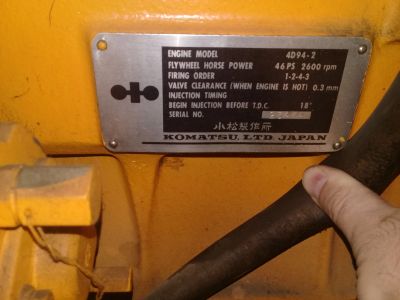 ENGINE MODEL 4D94-2
FLYWHEEL HORSE POWER 46 PS 2600 rpm
FIRING ORDER 1-2-4-3
VALVE CLEARANCE (WHEN ENGINE IS HOT) 0.3 mm
INJECTION TIMING
BEGIN INJECTION BEFORE T.D.C. 18°
SERIAL NO.
小松製作所
KOMATSU, LTD. JAPAN